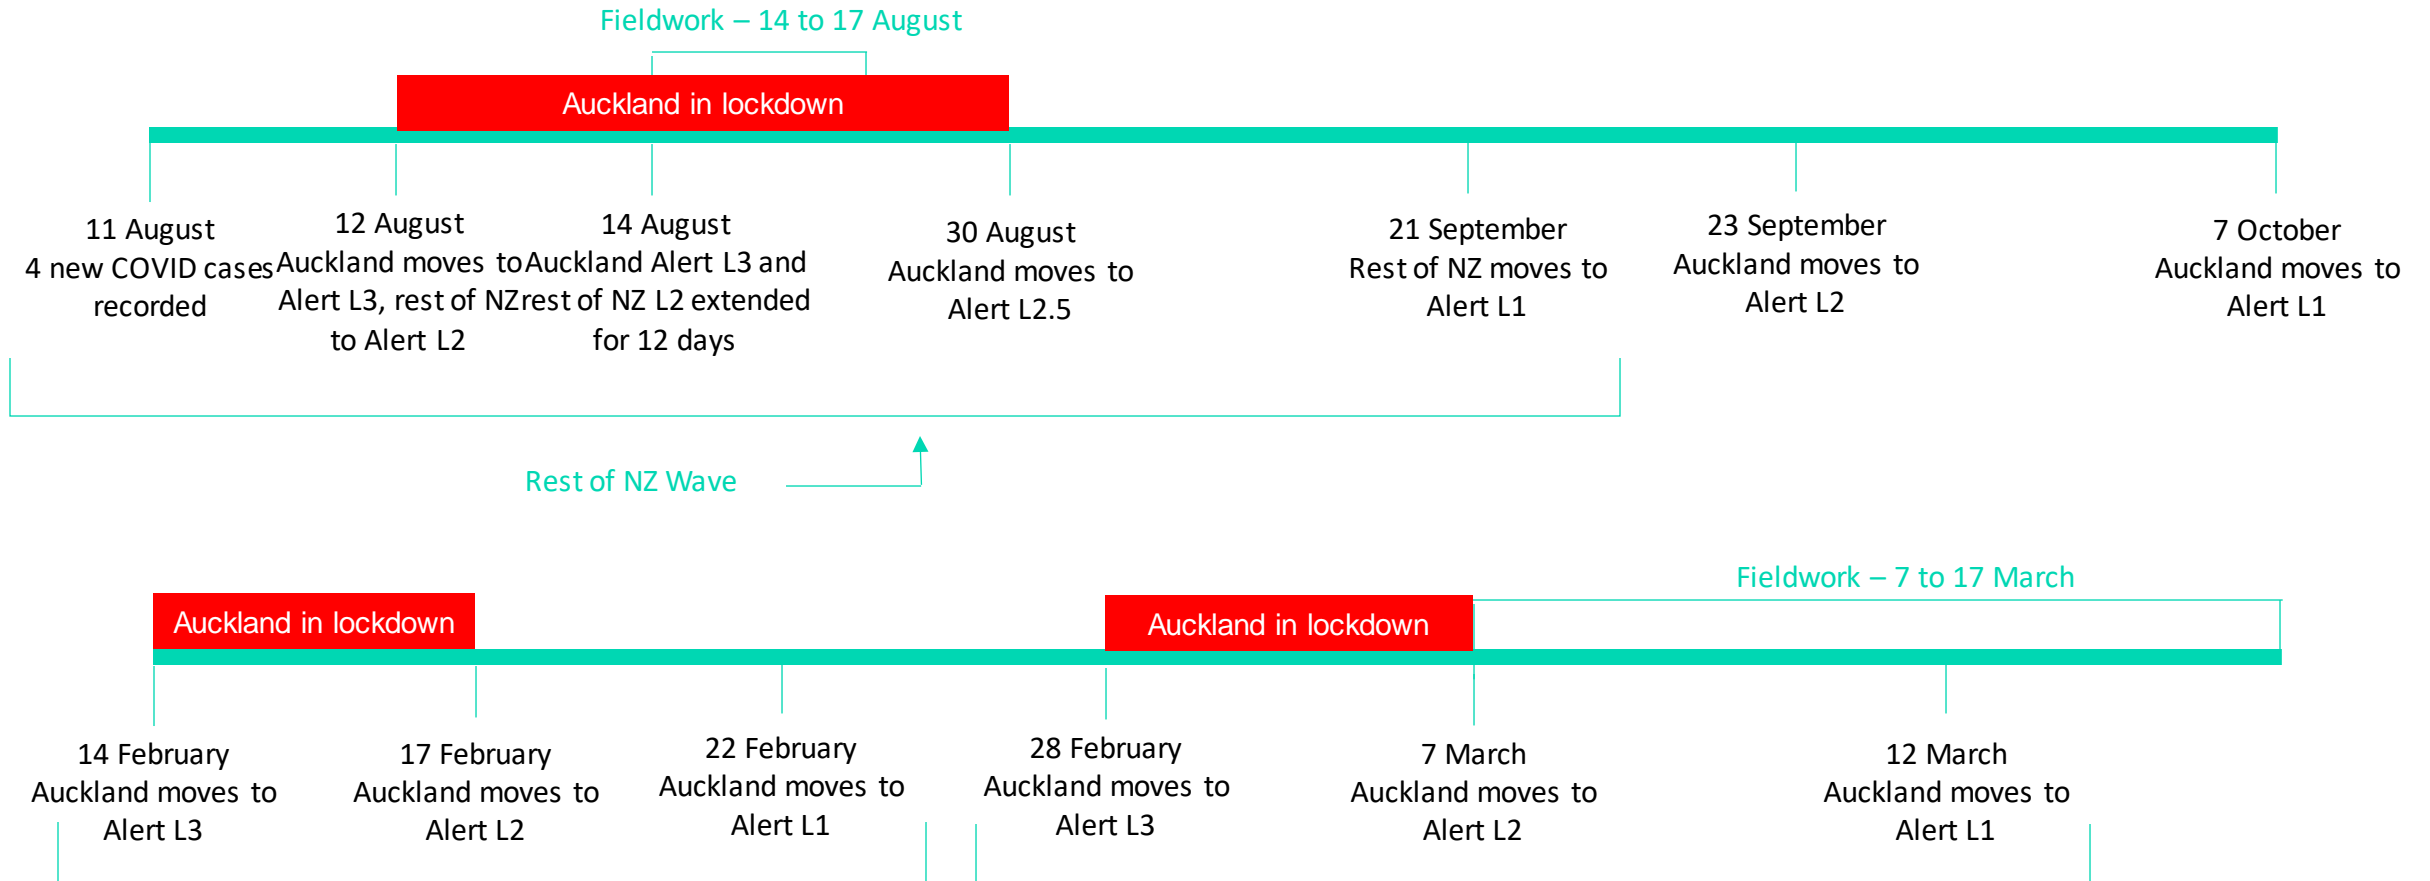 Fieldwork – 14 to 17 August
Auckland in lockdown
11 August
4 new COVID cases
recorded
12 August
Auckland moves to
Alert L3, rest of NZ
to Alert L2
14 August
Auckland Alert L3 and
rest of NZ L2 extended
for 12 days
30 August
Auckland moves to
Alert L2.5
21 September
Rest of NZ moves to
Alert L1
23 September
Auckland moves to
Alert L2
7 October
Auckland moves to
Alert L1
Rest of NZ Wave
Fieldwork – 7 to 17 March
Auckland in lockdown
Auckland in lockdown
14 February
Auckland moves to
Alert L3
17 February
Auckland moves to
Alert L2
22 February
Auckland moves to
Alert L1
28 February
Auckland moves to
Alert L3
7 March
Auckland moves to
Alert L2
12 March
Auckland moves to
Alert L1